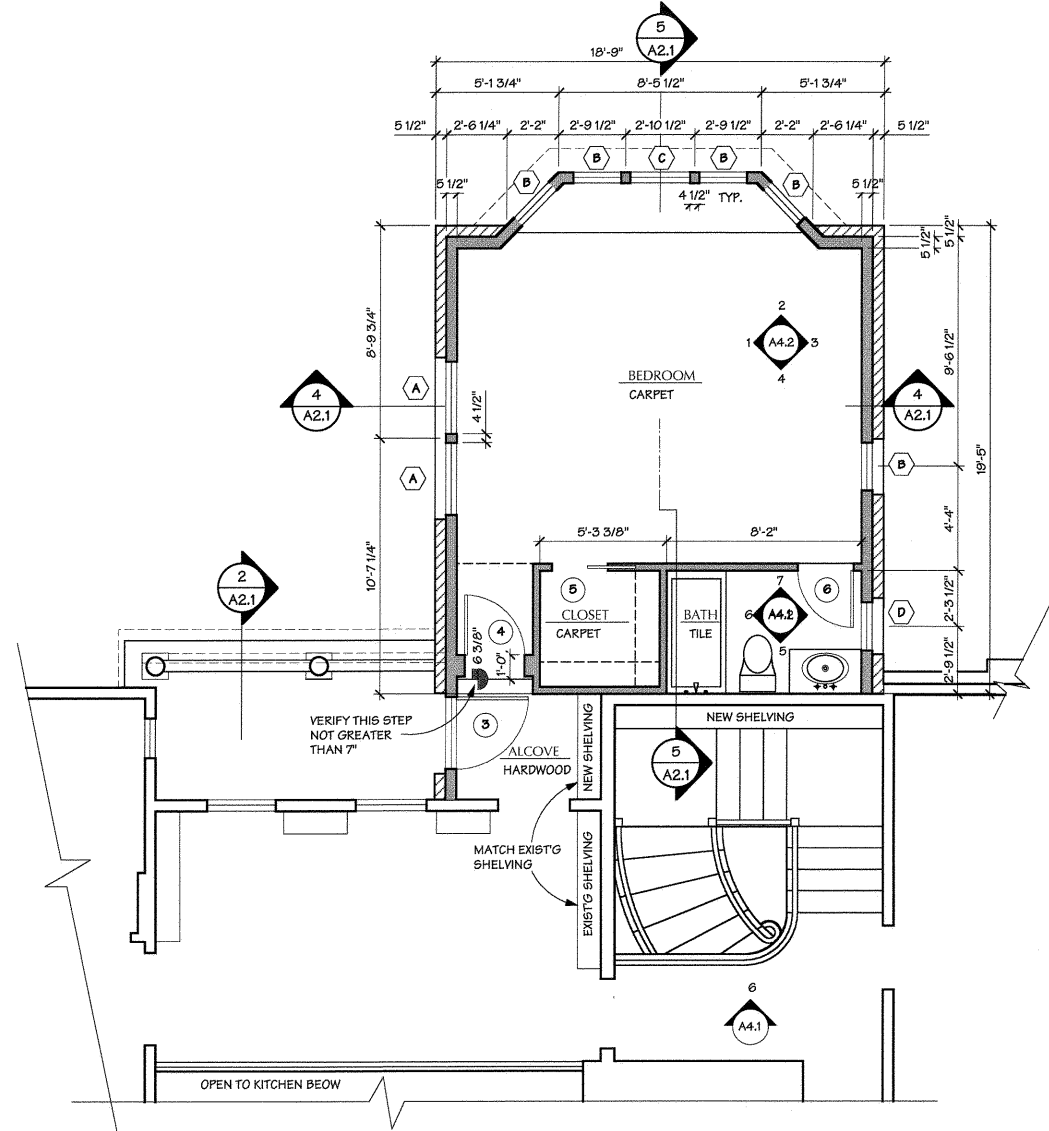 5
A2.1
18'-9"
5'-1 3/4"
8'-5 1/2"
5'-1 3/4"
5 1/2"
2'-6 1/4"
2'-2"
2'-9 1/2"
2'-10 1/2"
2'-9 1/2"
2'-2"
2'-6 1/4"
5 1/2"
B
C
B
B
B
5 1/2"
4 1/2"
TYP.
5 1/2"
5 1/2"
5 1/2"
8'-9 3/4"
9'-6 1/2"
19'-5"
2
1
A4.2
3
4
BEDROOM
CARPET
4
A2.1
A
4 1/2"
4
A2.1
A
B
4'-4"
5'-3 3/8"
8'-2"
10'-7 1/4"
2
A2.1
5
CLOSET
CARPET
4
6 3/8"
1'-0"
BATH
TILE
7
6
A4.2
5
6
D
2'-3 1/2"
2'-9 1/2"
VERIFY THIS STEP
NOT GREATER
THAN 7"
3
ALCOVE
HARDWOOD
NEW SHELVING
NEW SHELVING
5
A2.1
MATCH EXIST'G
SHELVING
EXIST'G SHELVING
6
A4.1
OPEN TO KITCHEN BEOW